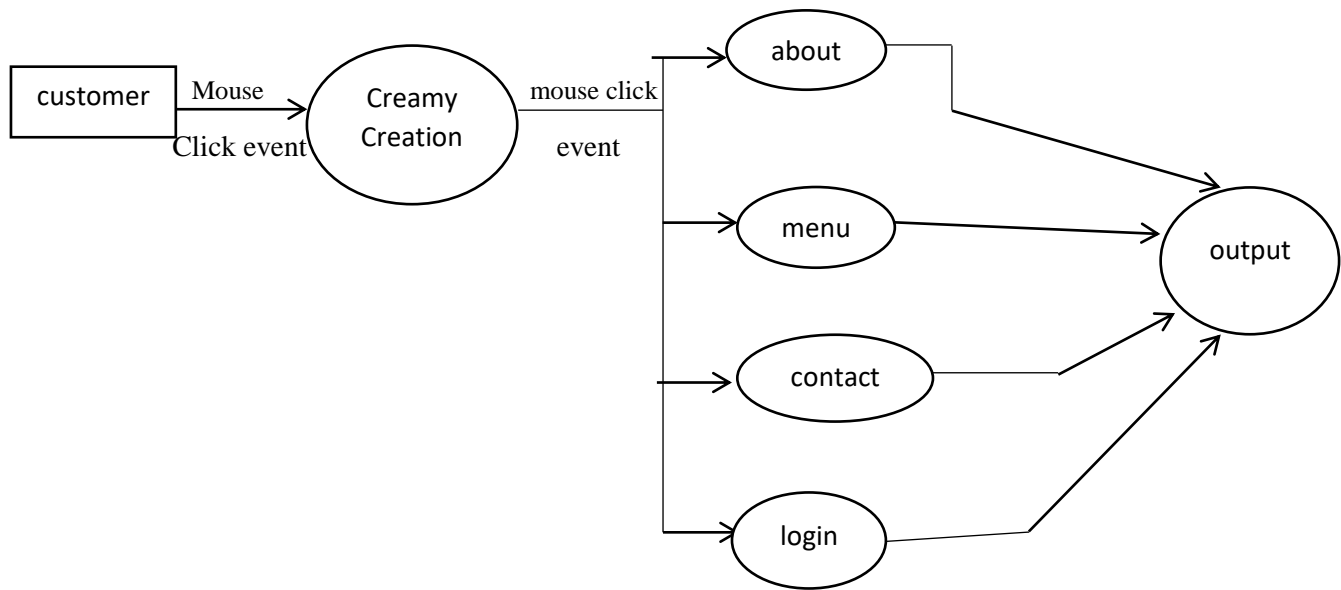 customer
Mouse
Click event
Creamy
Creation
mouse click
event
about
menu
contact
login
output